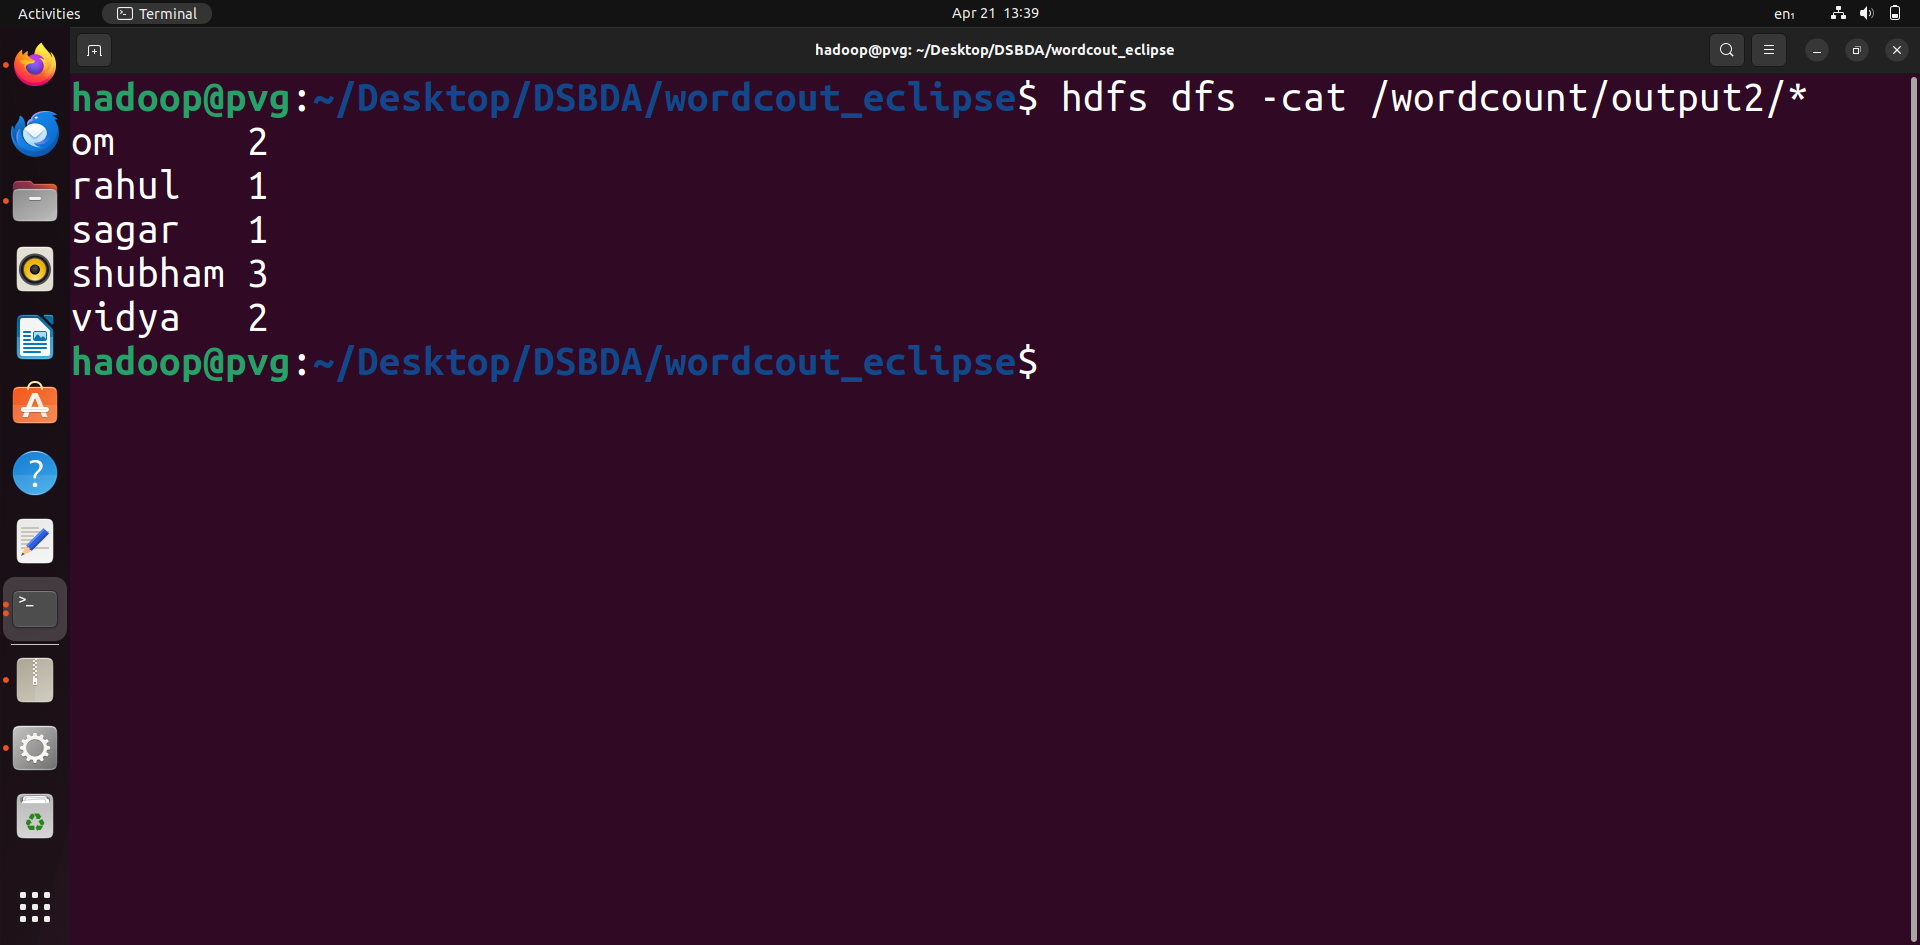 Activities
Terminal
Apr 21 13:39
en₁
hadoop@pvg: ~/Desktop/DSBDA/wordcout_eclipse
hadoop@pvg:~/Desktop/DSBDA/wordcout_eclipse$ hdfs dfs -cat /wordcount/output2/*
om 2
rahul 1
sagar 1
shubham 3
vidya 2
hadoop@pvg:~/Desktop/DSBDA/wordcout_eclipse$